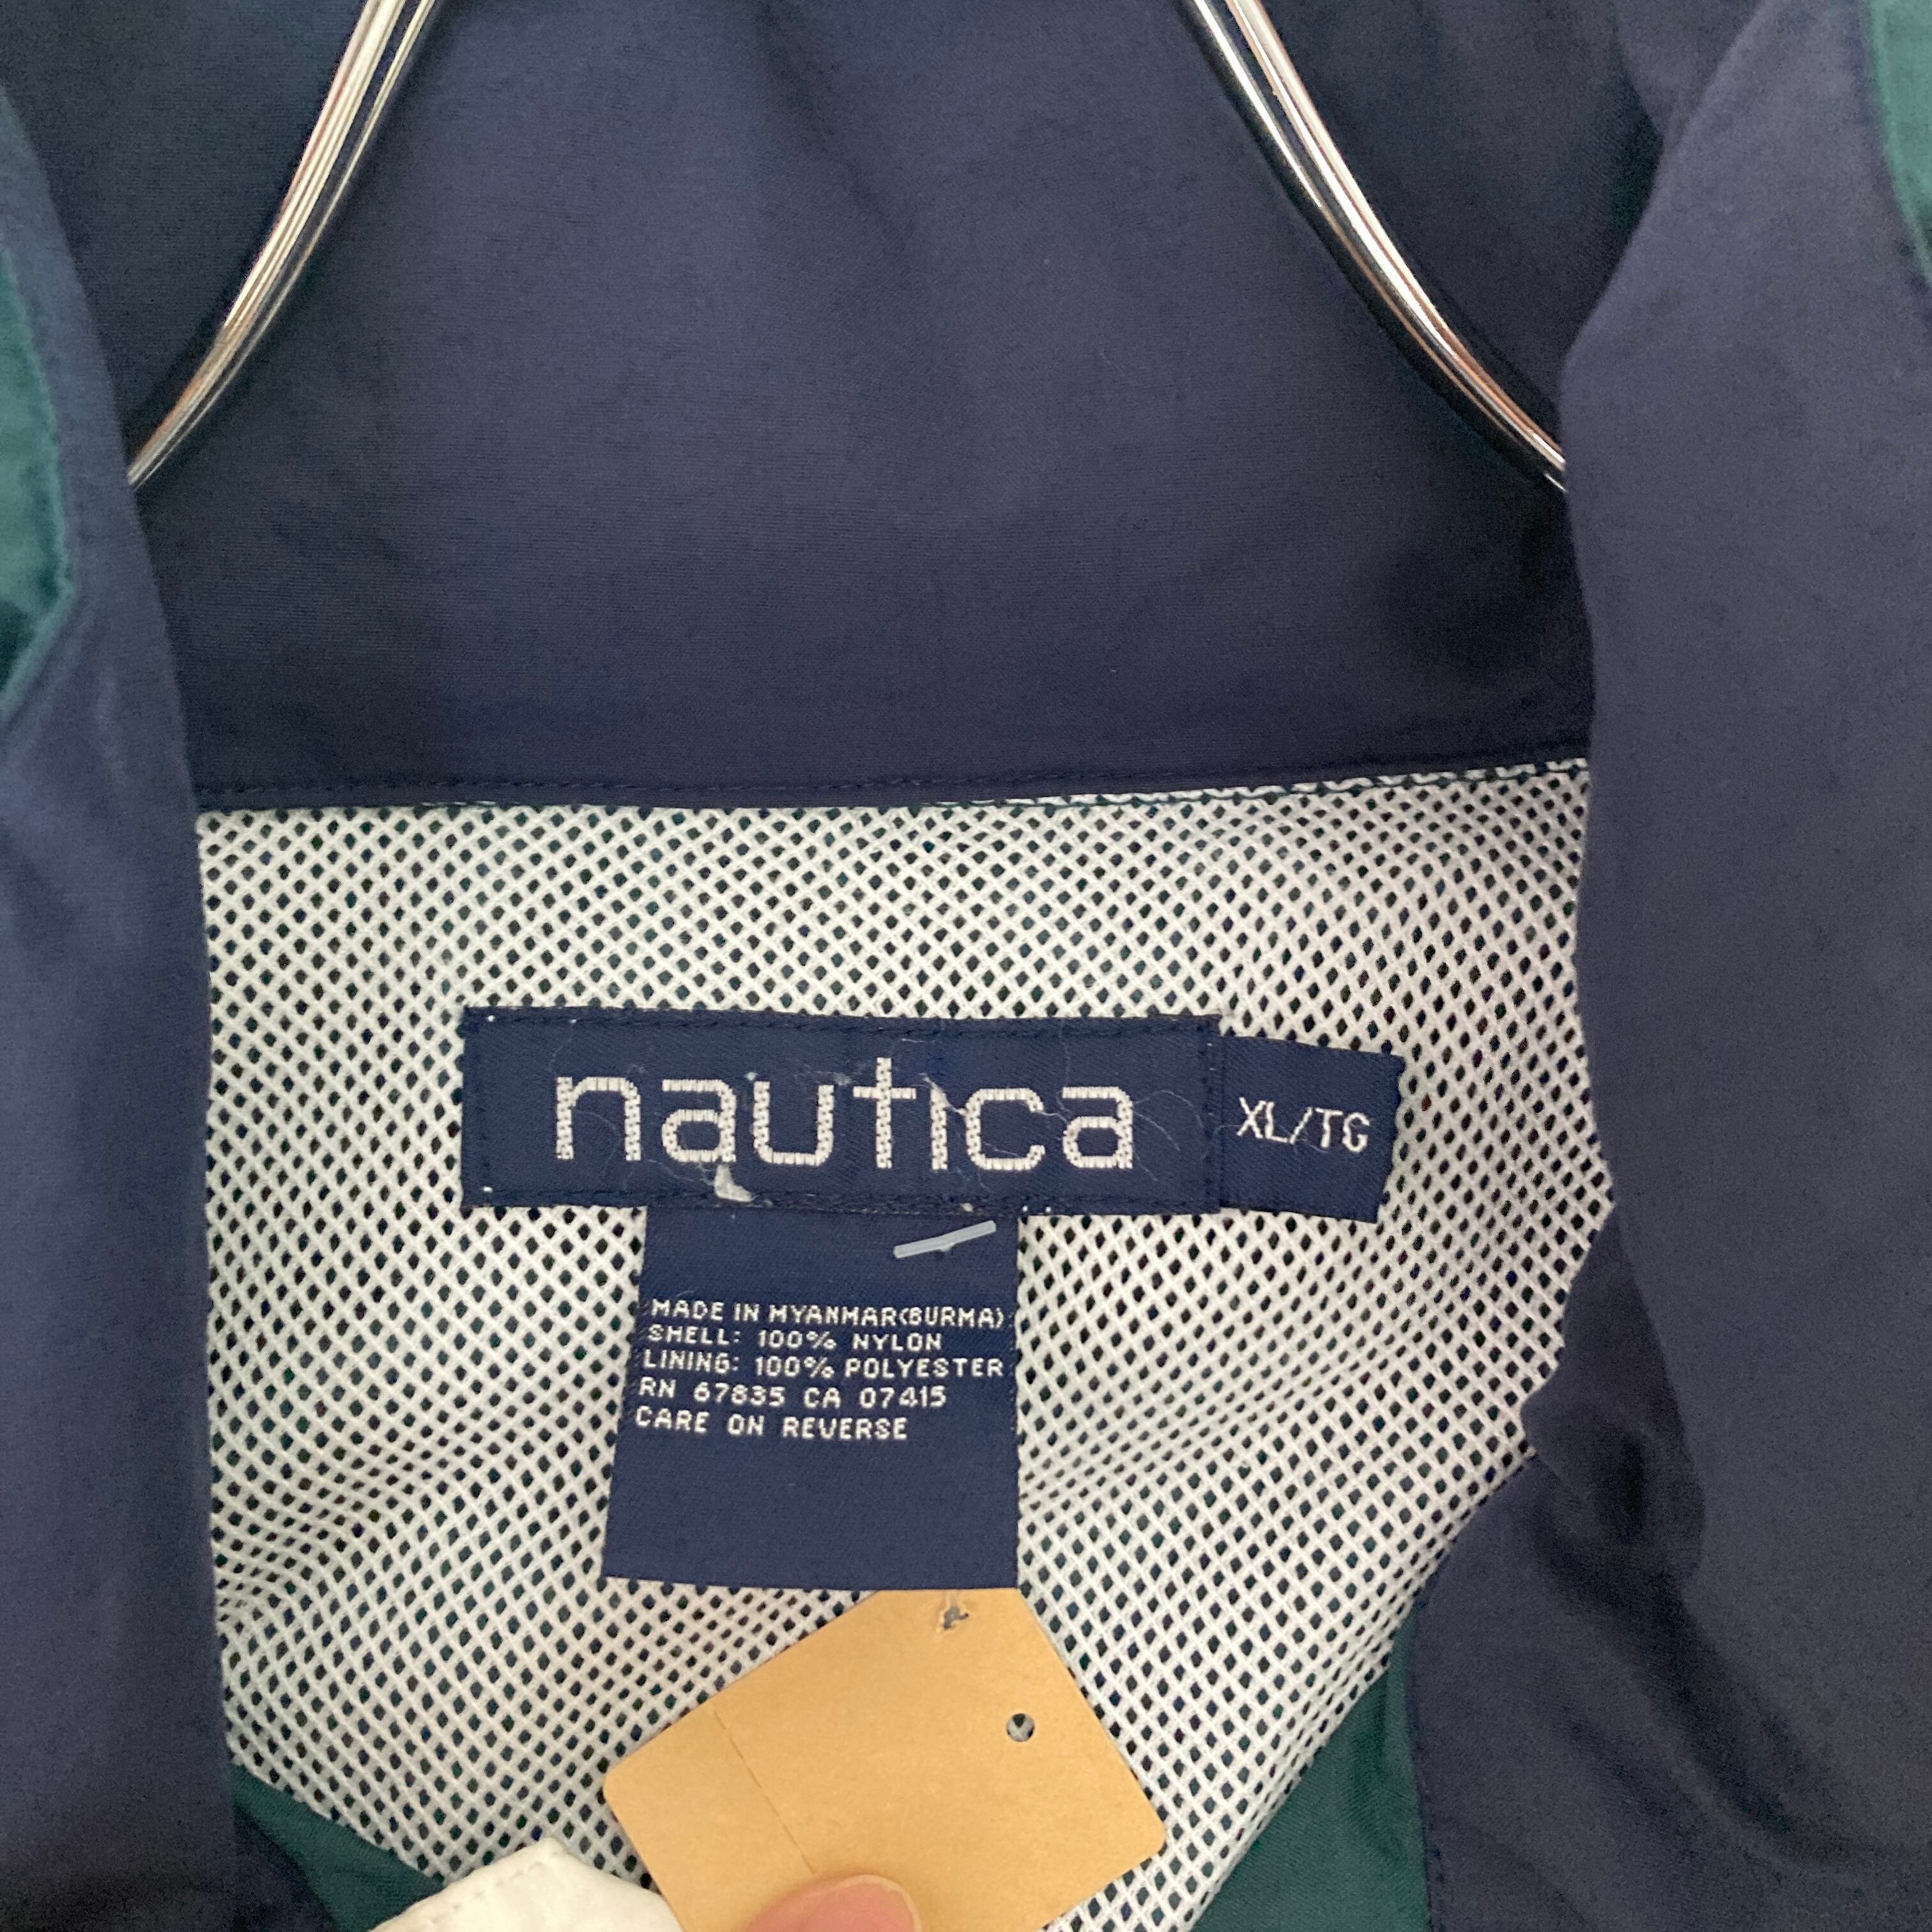 nautica
XL/TG
MADE IN MYANMAR(BURMA)
SHELL: 100% NYLON
LINING: 100% POLYESTER
RN 67835 CA 07415
CARE ON REVERSE